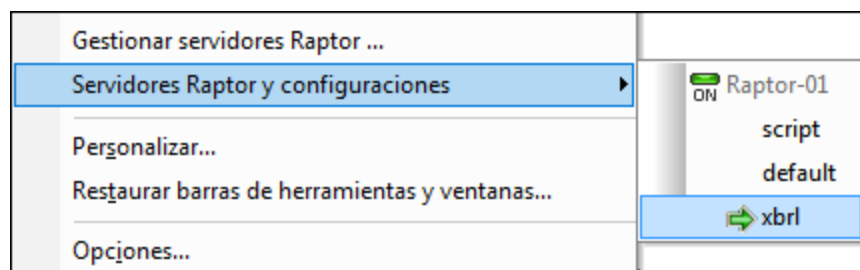 Gestionar servidores Raptor ...
Servidores Raptor y configuraciones
Personalizar...
Restaurar barras de herramientas y ventanas...
Opciones...
ON Raptor-01
script
default
xbrl